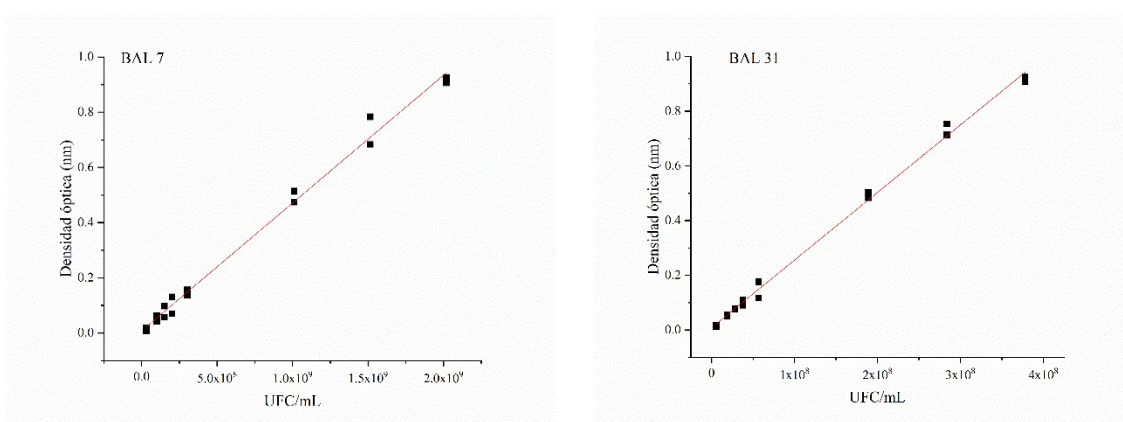 BAL 7
1.0
0.8
0.6
0.4
0.2
0.0
Densidad óptica (nm)
0.0
5.0x10⁸
1.0x10⁹
1.5x10⁹
2.0x10⁹
UFC/mL
BAL 31
1.0
0.8
0.6
0.4
0.2
0.0
Densidad óptica (nm)
0
1x10⁸
2x10⁸
3x10⁸
4x10⁸
UFC/mL